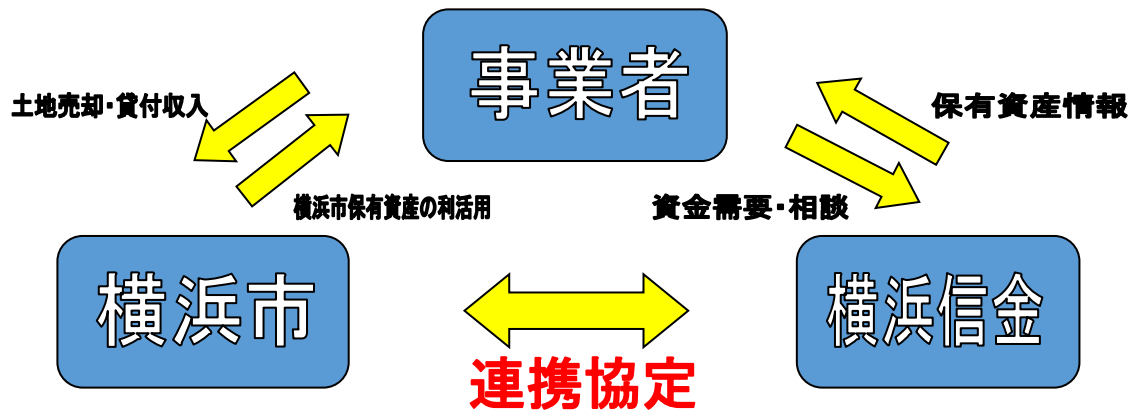 事業者
土地売却・貸付収入
保有資産情報
横浜市保有資産の利活用
資金需要・相談
横浜市
横浜信金
連携協定